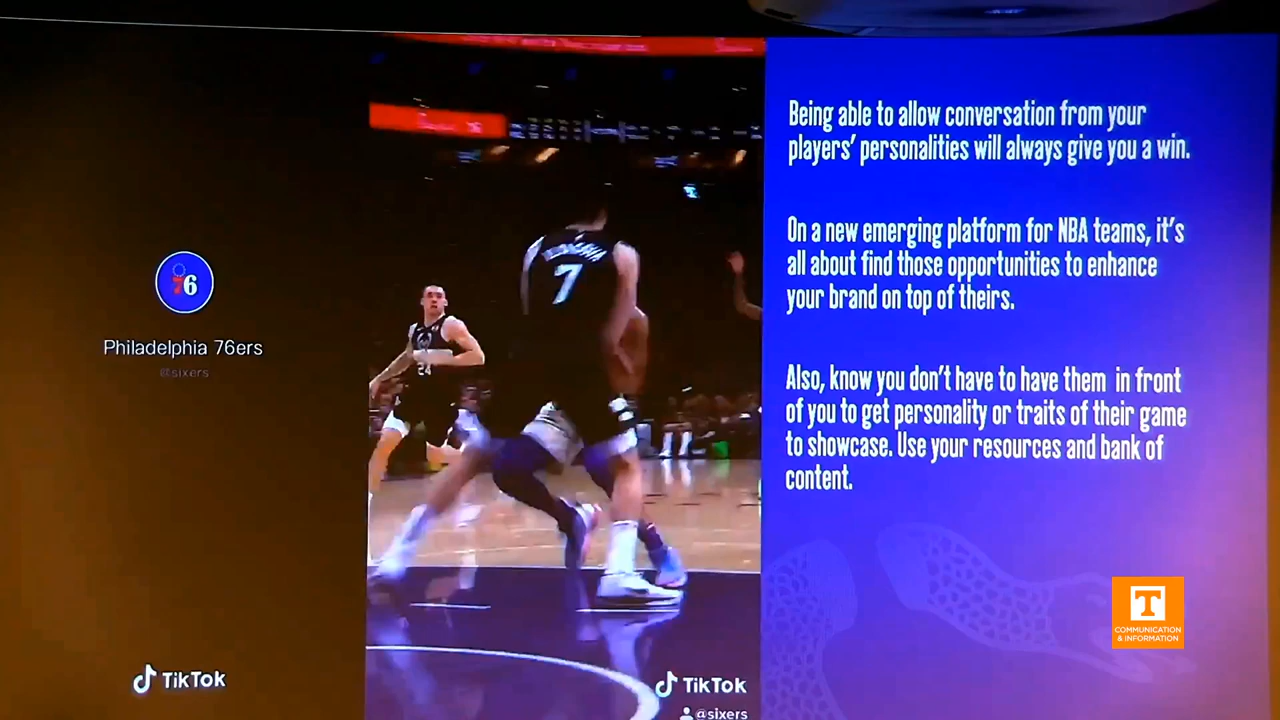 76
Philadelphia 76ers
@sixers
TikTok
7
24
TikTok
@sixers
Being able to allow conversation from your
players' personalities will always give you a win.
On a new emerging platform for NBA teams, it's
all about find those opportunities to enhance
your brand on top of theirs.
Also, know you don't have to have them in front
of you to get personality or traits of their game
to showcase. Use your resources and bank of
content.
T
COMMUNICATION
& INFORMATION